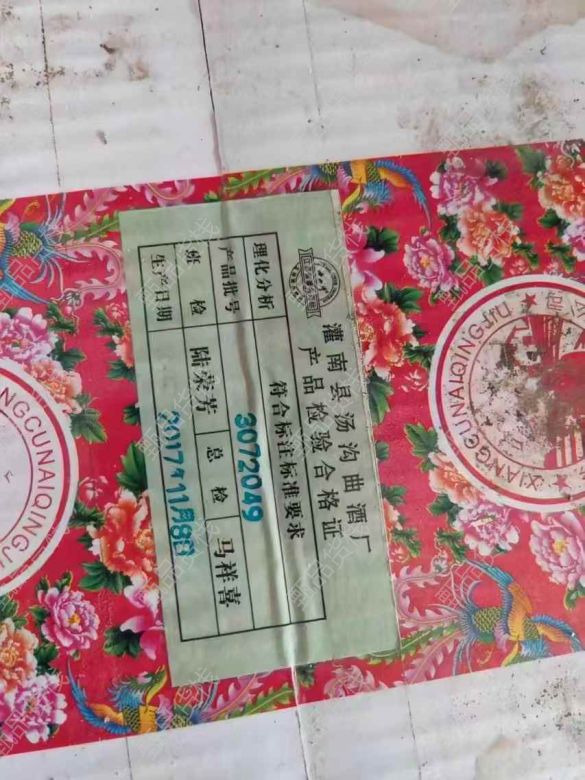 灌南县汤沟曲酒厂
产品检验合格证
理化分析 符合标注标准要求
产品批号 3072049
班检 陆荣芳 总检 马祥喜
生产日期 2017年11月8日
XIANGCUNAIQING
NGCUNAIQINGJ